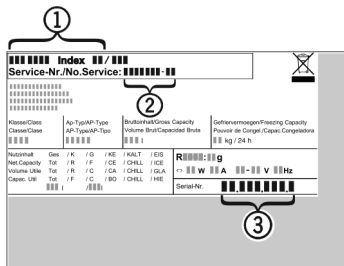 1
Index /
Service-Nr./No.Service: -
2
Klasse/Class Ap-Typ/AP-Type Bruttoinhalt/Gross Capacity Gefriervermoegen/Freezing Capacity
Classe/Clase AP-Type/AP-Tipo Volume Brut/Capacidad Bruta Pouvoir de Congel./Capac.Congeladora
l kg / 24 h
Nutzinhalt Ges / K / G / KE / KALT / EIS
Net.Capacity Tot / R / F / CE / CHILL / ICE
Volume Utile Tot / R / C / CA / CHILL / GLA
Capac. Util Tot / F / C / BO / CHILL / HIE
l / l
R : g
W A - V Hz
Serial-Nr.
3